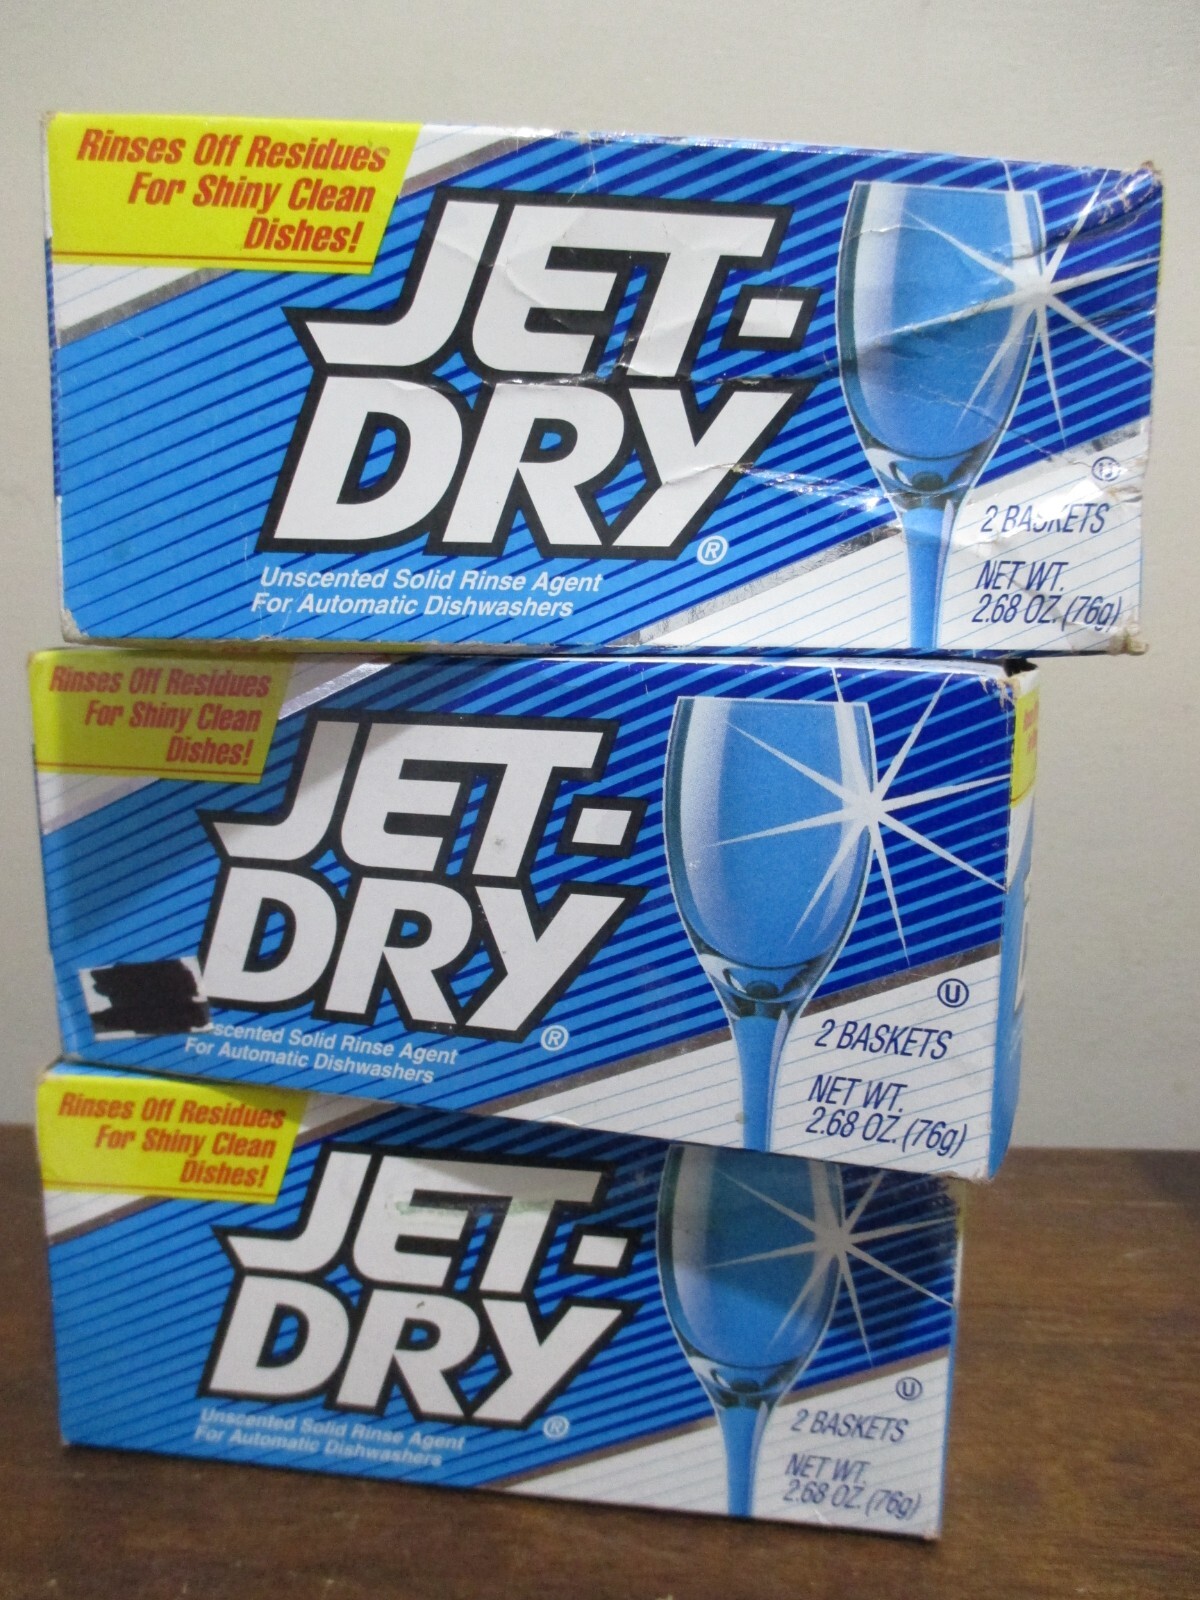 Rinses Off Residues
For Shiny Clean
Dishes!
JET-
DRY®
Unscented Solid Rinse Agent
For Automatic Dishwashers
Ⓤ
2 BASKETS
NET WT.
2.68 OZ. (76g)
Rinses Off Residues
For Shiny Clean
Dishes!
JET-
DRY®
scented Solid Rinse Agent
For Automatic Dishwashers
Ⓤ
2 BASKETS
NET WT.
2.68 OZ. (76g)
Rinses Off Residues
For Shiny Clean
Dishes!
JET-
DRY®
Unscented Solid Rinse Agent
For Automatic Dishwashers
Ⓤ
2 BASKETS
NET WT.
2.68 OZ. (76g)